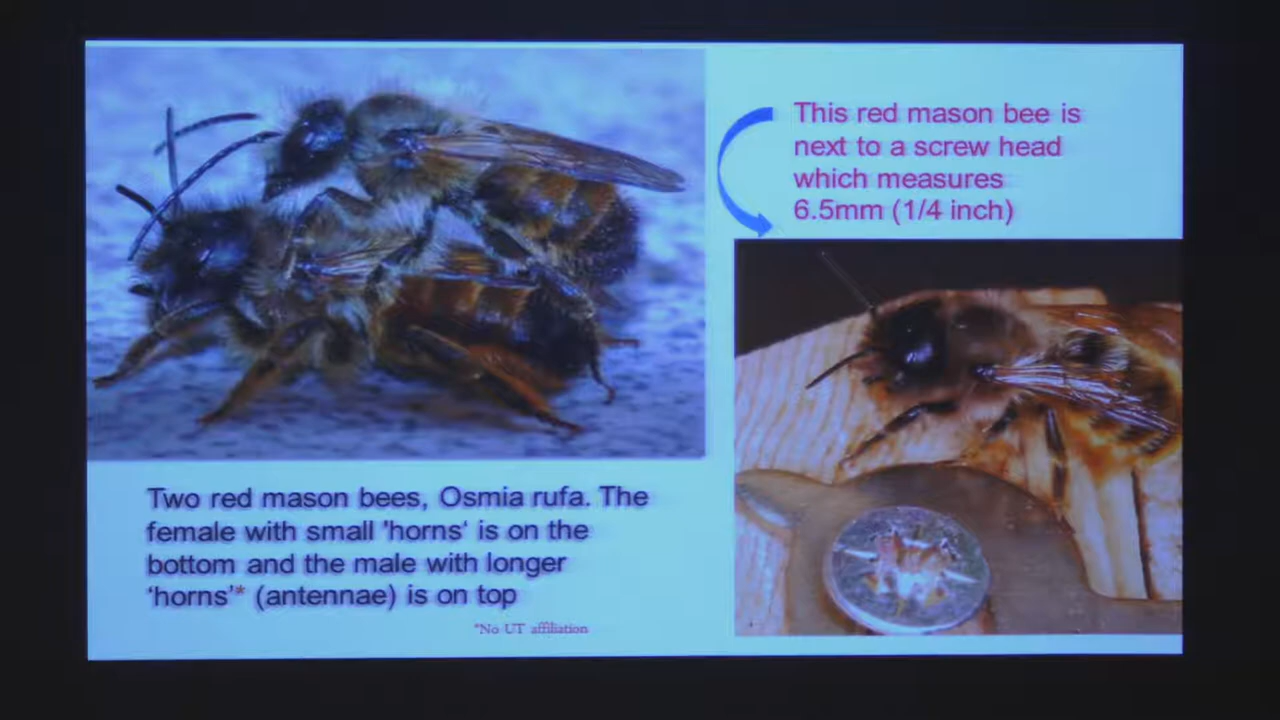 This red mason bee is
next to a screw head
which measures
6.5mm (1/4 inch)
Two red mason bees, Osmia rufa. The
female with small 'horns' is on the
bottom and the male with longer
'horns'* (antennae) is on top
*No UT affiliation